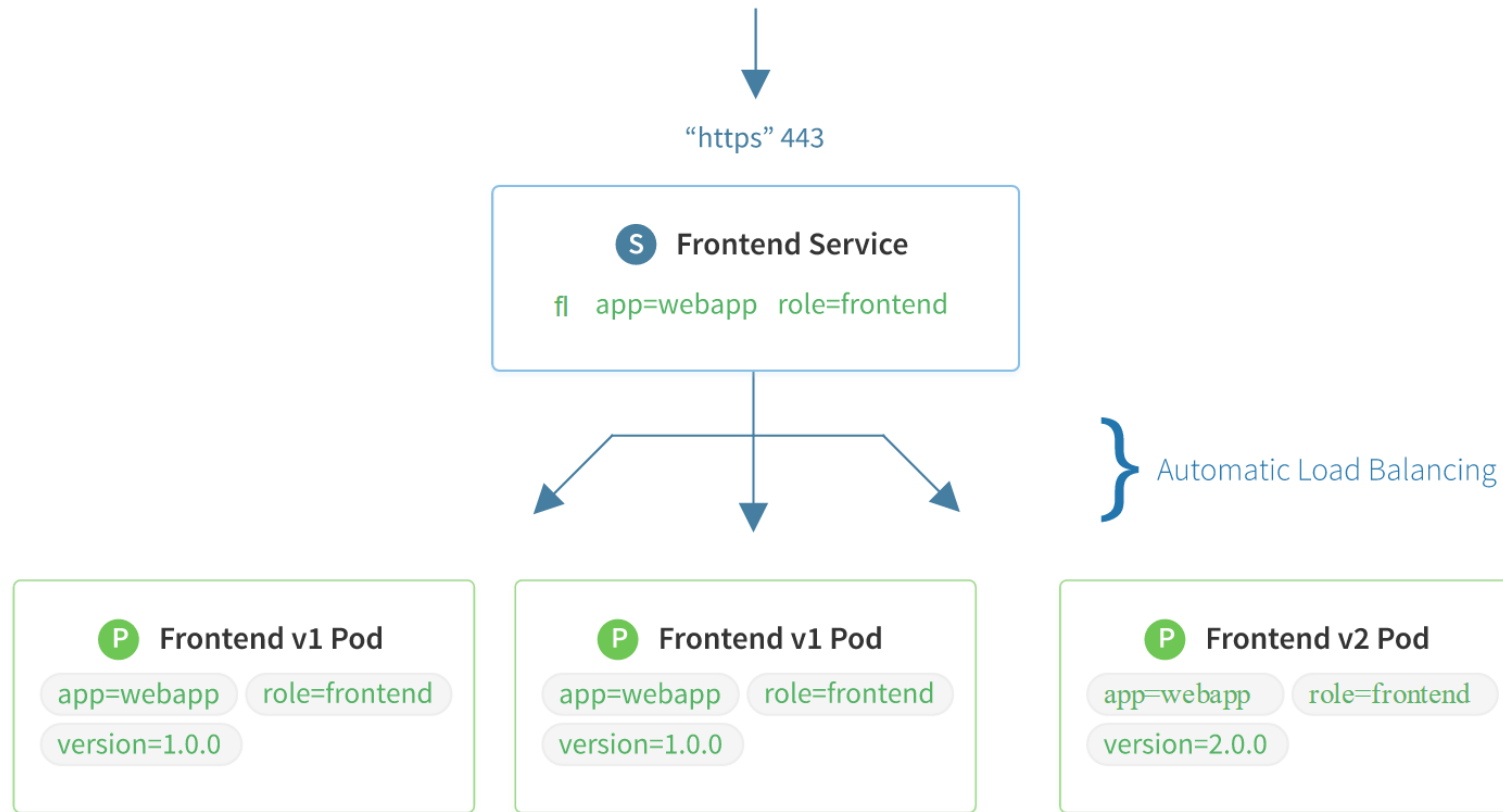 “https” 443
S Frontend Service
fl app=webapp role=frontend
} Automatic Load Balancing
P Frontend v1 Pod
app=webapp role=frontend
version=1.0.0
P Frontend v1 Pod
app=webapp role=frontend
version=1.0.0
P Frontend v2 Pod
app=webapp role=frontend
version=2.0.0